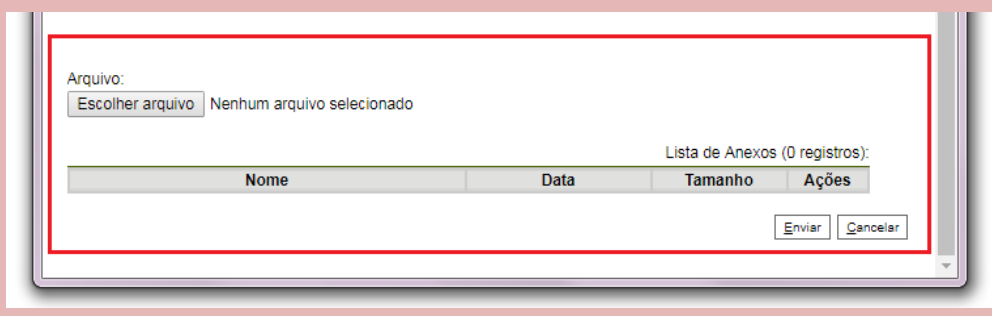 Arquivo:
Escolher arquivo Nenhum arquivo selecionado
Lista de Anexos (0 registros):
Nome Data Tamanho Ações
Enviar Cancelar